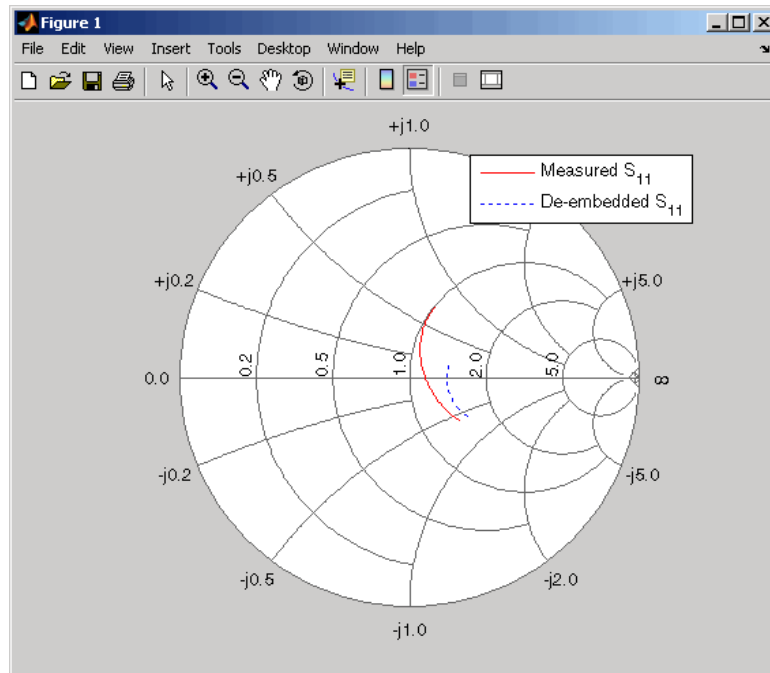 Figure 1
File Edit View Insert Tools Desktop Window Help
+j1.0
Measured S11
De-embedded S11
+j0.5
+j0.2
+j5.0
0.0
0.2
0.5
1.0
2.0
5.0
∞
-j0.2
-j5.0
-j0.5
-j2.0
-j1.0